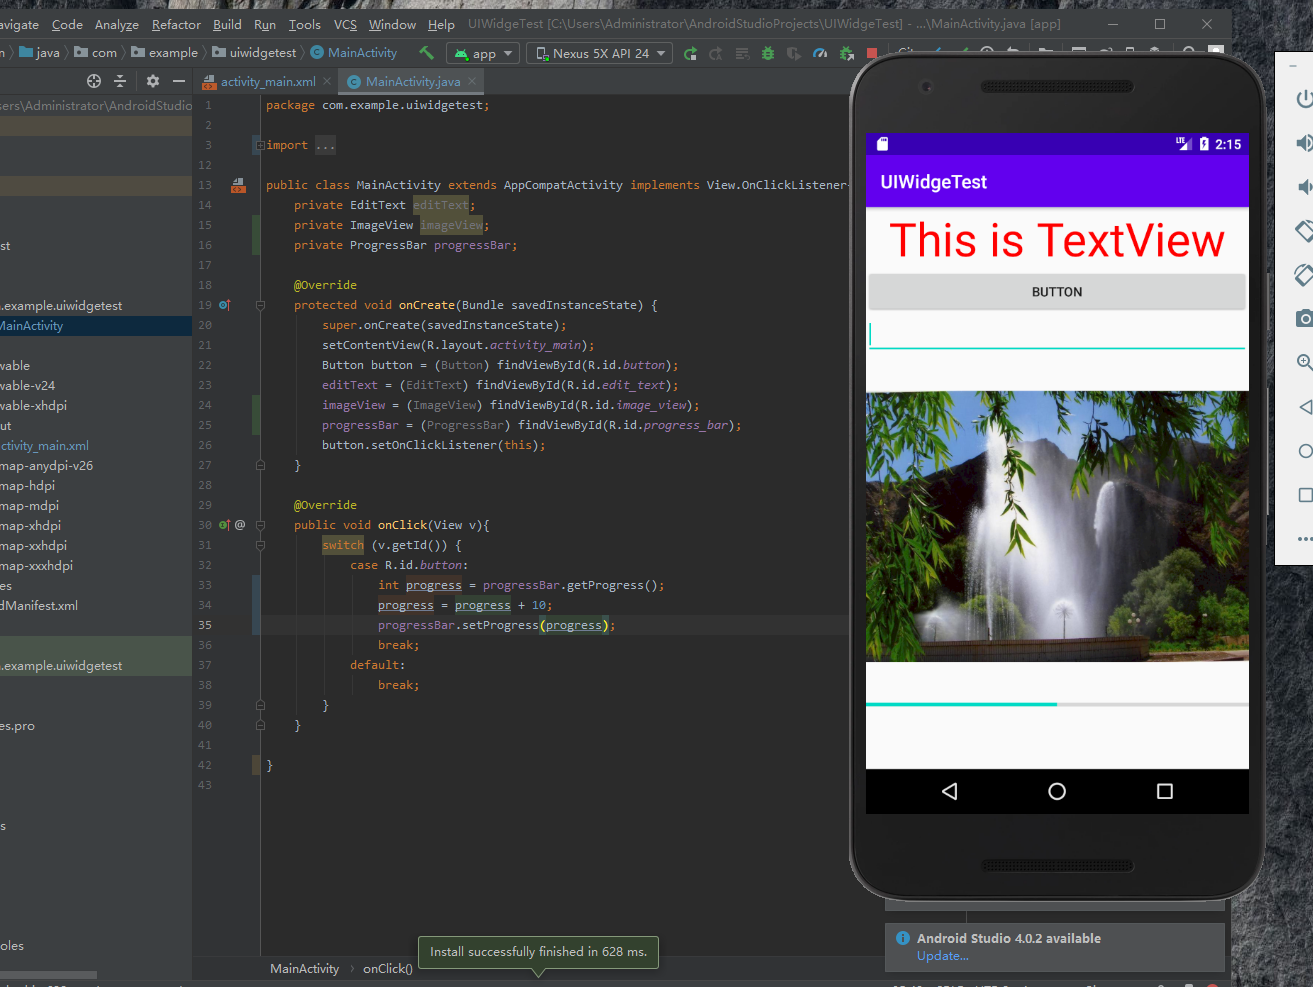 avigate Code Analyze Refactor Build Run Tools VCS Window Help UIWidgeTest [C:\Users\Administrator\AndroidStudioProjects\UIWidgeTest] - ...\MainActivity.java [app]
java com example uiwidgetest MainActivity app Nexus 5X API 24
activity_main.xml MainActivity.java
sers\Administrator\AndroidStudio
st
.example.uiwidgetest
MainActivity
wable
wable-v24
wable-xhdpi
ut
ctivity_main.xml
map-anydpi-v26
map-hdpi
map-mdpi
map-xhdpi
map-xxhdpi
map-xxxhdpi
es
dManifest.xml
.example.uiwidgetest
es.pro
s
oles
1 package com.example.uiwidgetest;
2
3 import ...
12
13 public class MainActivity extends AppCompatActivity implements View.OnClickListener
14 private EditText editText;
15 private ImageView imageView;
16 private ProgressBar progressBar;
17
18 @Override
19 protected void onCreate(Bundle savedInstanceState) {
20 super.onCreate(savedInstanceState);
21 setContentView(R.layout.activity_main);
22 Button button = (Button) findViewById(R.id.button);
23 editText = (EditText) findViewById(R.id.edit_text);
24 imageView = (ImageView) findViewById(R.id.image_view);
25 progressBar = (ProgressBar) findViewById(R.id.progress_bar);
26 button.setOnClickListener(this);
27 }
28
29 @Override
30 @ public void onClick(View v){
31 switch (v.getId()) {
32 case R.id.button:
33 int progress = progressBar.getProgress();
34 progress = progress + 10;
35 progressBar.setProgress(progress);
36 break;
37 default:
38 break;
39 }
40 }
41
42 }
43
MainActivity onClick()
Install successfully finished in 628 ms.
LTE 2:15
UIWidgeTest
This is TextView
BUTTON
Android Studio 4.0.2 available
Update...